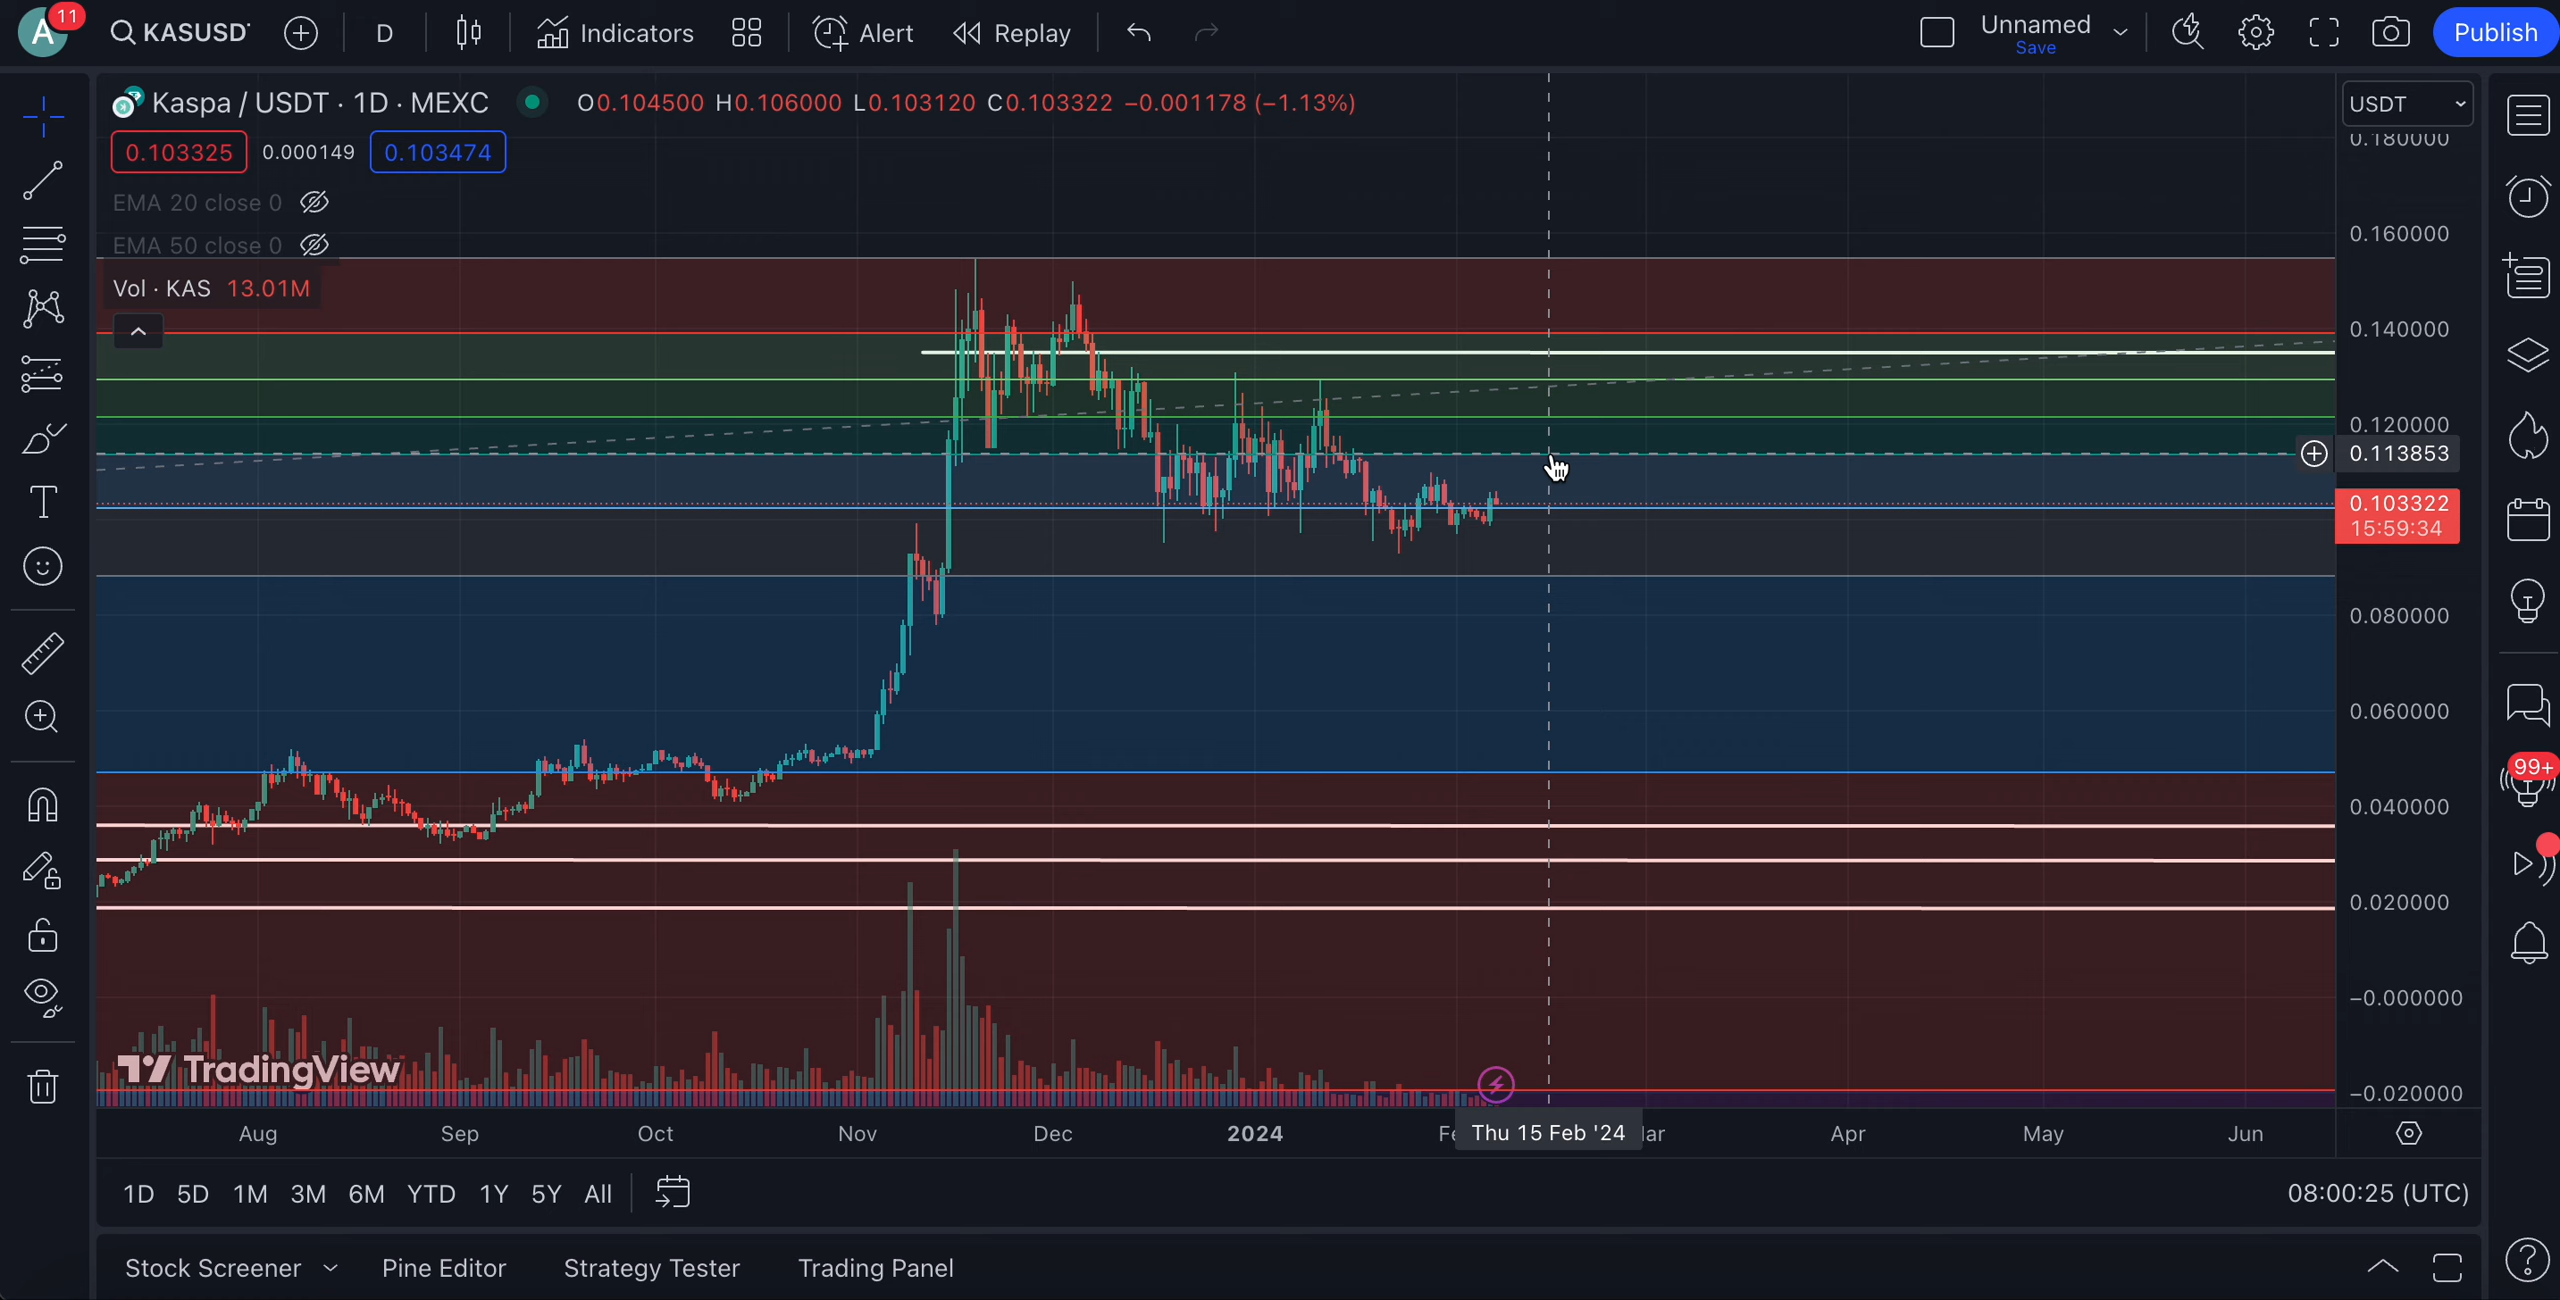 A 11 KASUSDT D Indicators Alert Replay Unnamed Save Publish
Kaspa / USDT · 1D · MEXC O0.104500 H0.106000 L0.103120 C0.103322 −0.001178 (−1.13%)
USDT
0.103325 0.000149 0.103474
EMA 20 close 0
EMA 50 close 0
Vol · KAS 13.01M
0.180000
0.160000
0.140000
0.120000
0.113853
0.103322
15:59:34
0.080000
0.060000
0.040000
0.020000
−0.000000
−0.020000
99+
TradingView
Aug Sep Oct Nov Dec 2024 Fe Thu 15 Feb '24 ar Apr May Jun
1D 5D 1M 3M 6M YTD 1Y 5Y All 08:00:25 (UTC)
Stock Screener Pine Editor Strategy Tester Trading Panel